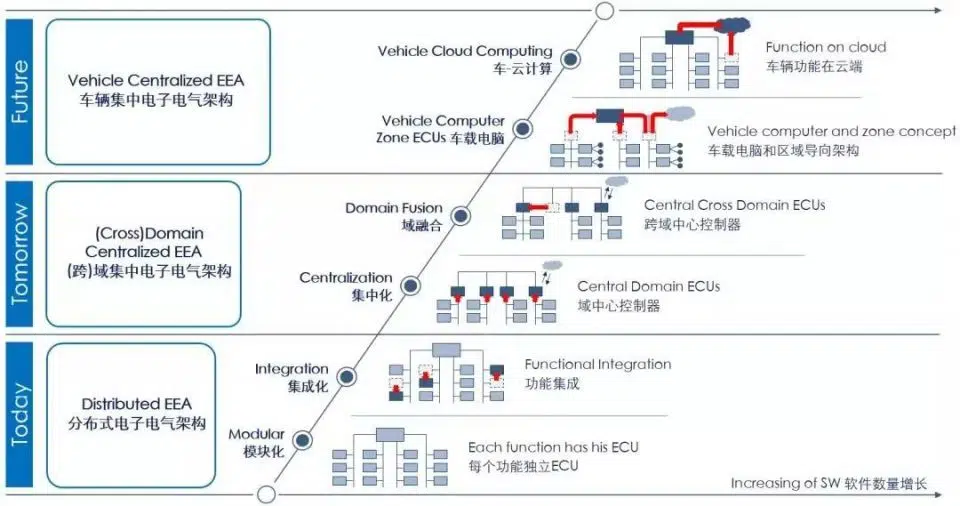 Future
Vehicle Centralized EEA
车辆集中电子电气架构
Vehicle Cloud Computing
车-云计算
Function on cloud
车辆功能在云端
Vehicle Computer
Zone ECUs 车载电脑
Vehicle computer and zone concept
车载电脑和区域导向架构
Tomorrow
(Cross)Domain
Centralized EEA
(跨)域集中电子电气架构
Domain Fusion
域融合
Central Cross Domain ECUs
跨域中心控制器
Centralization
集中化
Central Domain ECUs
域中心控制器
Today
Distributed EEA
分布式电子电气架构
Integration
集成化
Functional Integration
功能集成
Modular
模块化
Each function has his ECU
每个功能独立ECU
Increasing of SW 软件数量增长